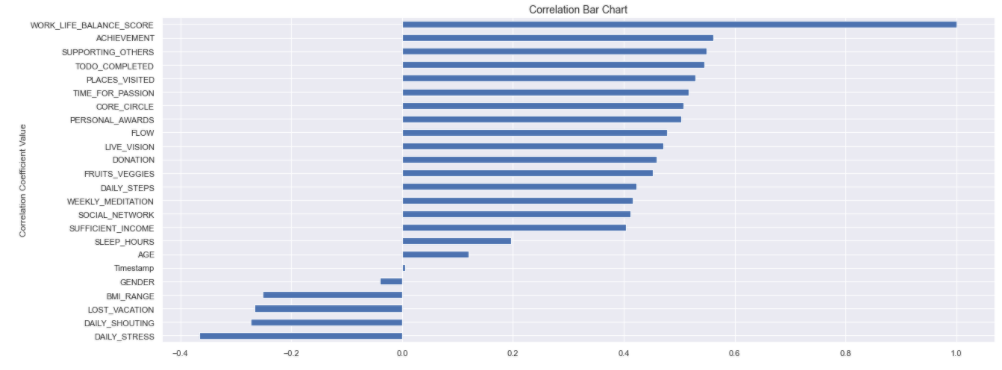 Correlation Bar Chart
WORK_LIFE_BALANCE_SCORE
ACHIEVEMENT
SUPPORTING_OTHERS
TODO_COMPLETED
PLACES_VISITED
TIME_FOR_PASSION
CORE_CIRCLE
PERSONAL_AWARDS
FLOW
LIVE_VISION
DONATION
FRUITS_VEGGIES
DAILY_STEPS
WEEKLY_MEDITATION
SOCIAL_NETWORK
SUFFICIENT_INCOME
SLEEP_HOURS
AGE
Timestamp
GENDER
BMI_RANGE
LOST_VACATION
DAILY_SHOUTING
DAILY_STRESS
Correlation Coefficient Value
−0.4 −0.2 0.0 0.2 0.4 0.6 0.8 1.0